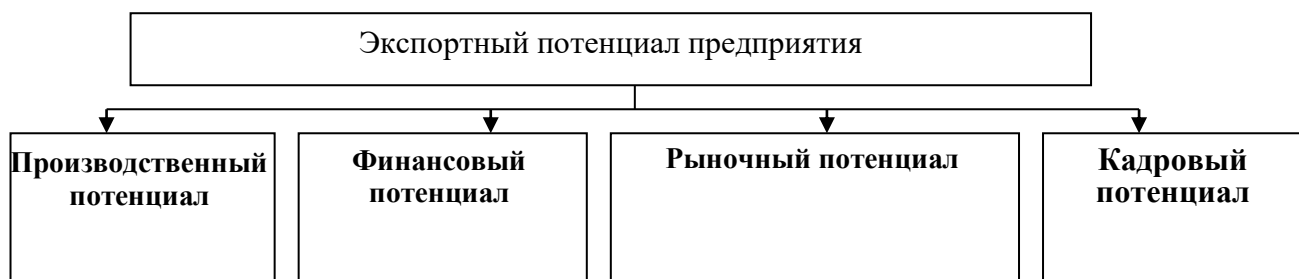 Экспортный потенциал предприятия
Производственный
потенциал
Финансовый
потенциал
Рыночный потенциал
Кадровый
потенциал